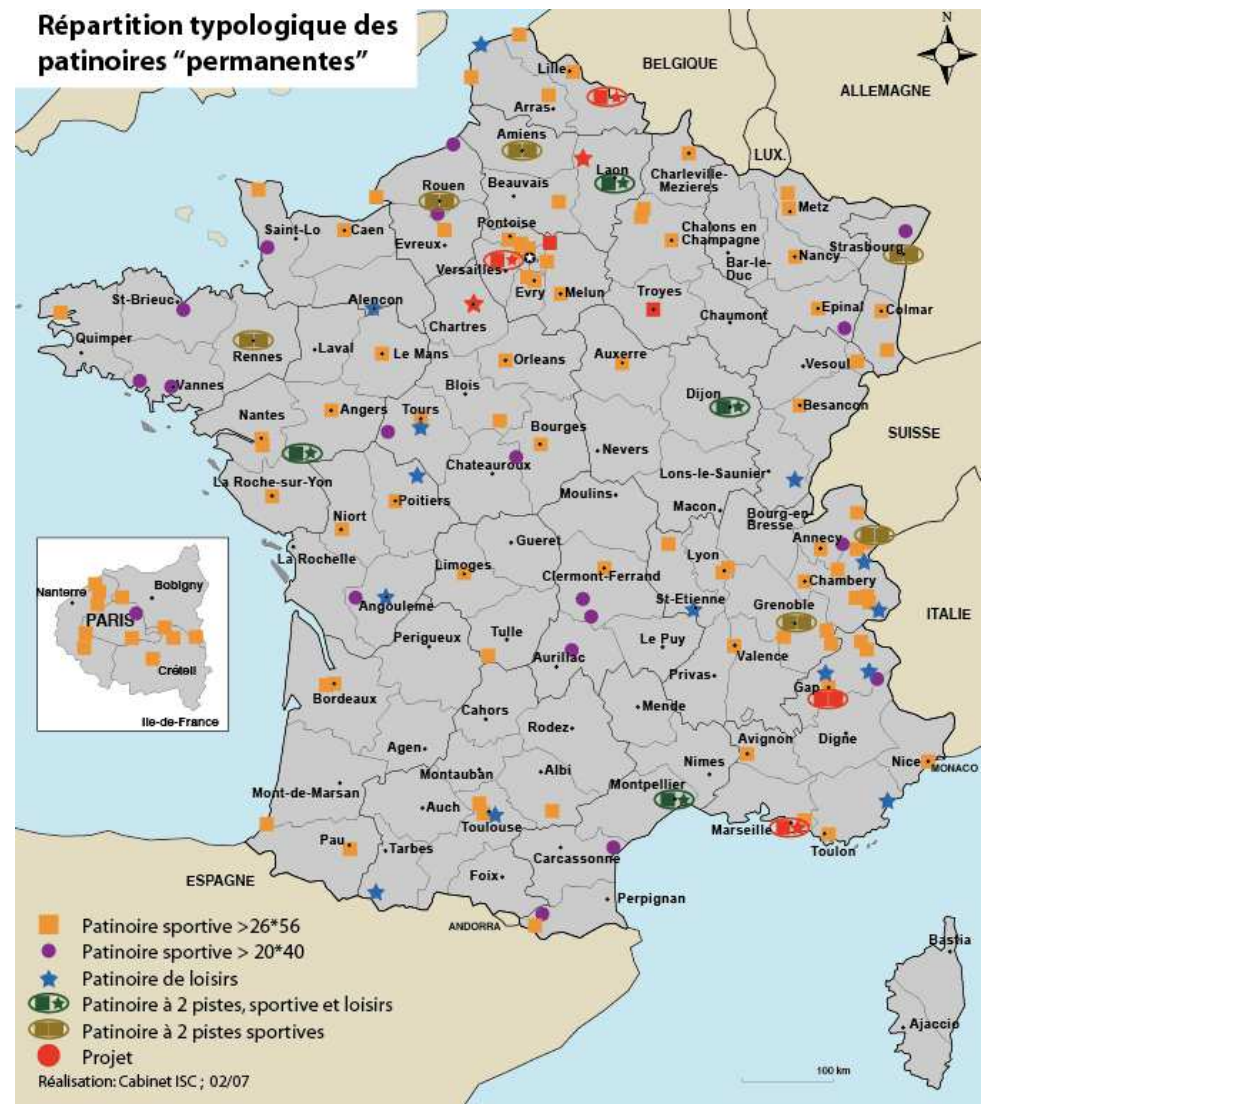 Répartition typologique des
patinoires “permanentes”
N
BELGIQUE
ALLEMAGNE
LUX.
Lille
Arras
Amiens
Laon
Charleville-
Mezieres
Rouen
Beauvais
Metz
Saint-Lo
Caen
Evreux
Pontoise
Chalons en
Champagne
Strasbourg
Versailles
Bar-le-
Duc
Nancy
St-Brieuc
Alençon
Evry
Melun
Troyes
Chaumont
Epinal
Colmar
Quimper
Rennes
Laval
Chartres
Le Mans
Orleans
Auxerre
Vesoul
Vannes
Blois
Dijon
Besancon
Nantes
Angers
Tours
Bourges
SUISSE
Nevers
Chateauroux
Lons-le-Saunier
La Roche-sur-Yon
Poitiers
Moulins
Macon
Bourg-en-
Bresse
Niort
Annecy
La Rochelle
Gueret
Lyon
Limoges
Clermont-Ferrand
Chambery
Angouleme
St-Etienne
Grenoble
ITALIE
Nanterre
Bobigny
PARIS
Créteil
Ile-de-France
Perigueux
Tulle
Aurillac
Le Puy
Valence
Privas
Bordeaux
Gap
Cahors
Mende
Rodez
Agen
Avignon
Digne
Montauban
Albi
Nimes
Nice
MONACO
Mont-de-Marsan
Montpellier
Auch
Toulouse
Marseille
Toulon
Pau
Tarbes
Carcassonne
ESPAGNE
Foix
Perpignan
ANDORRA
Bastia
Ajaccio
Patinoire sportive >26*56
Patinoire sportive > 20*40
Patinoire de loisirs
Patinoire à 2 pistes, sportive et loisirs
Patinoire à 2 pistes sportives
Projet
Réalisation: Cabinet ISC ; 02/07
100 km